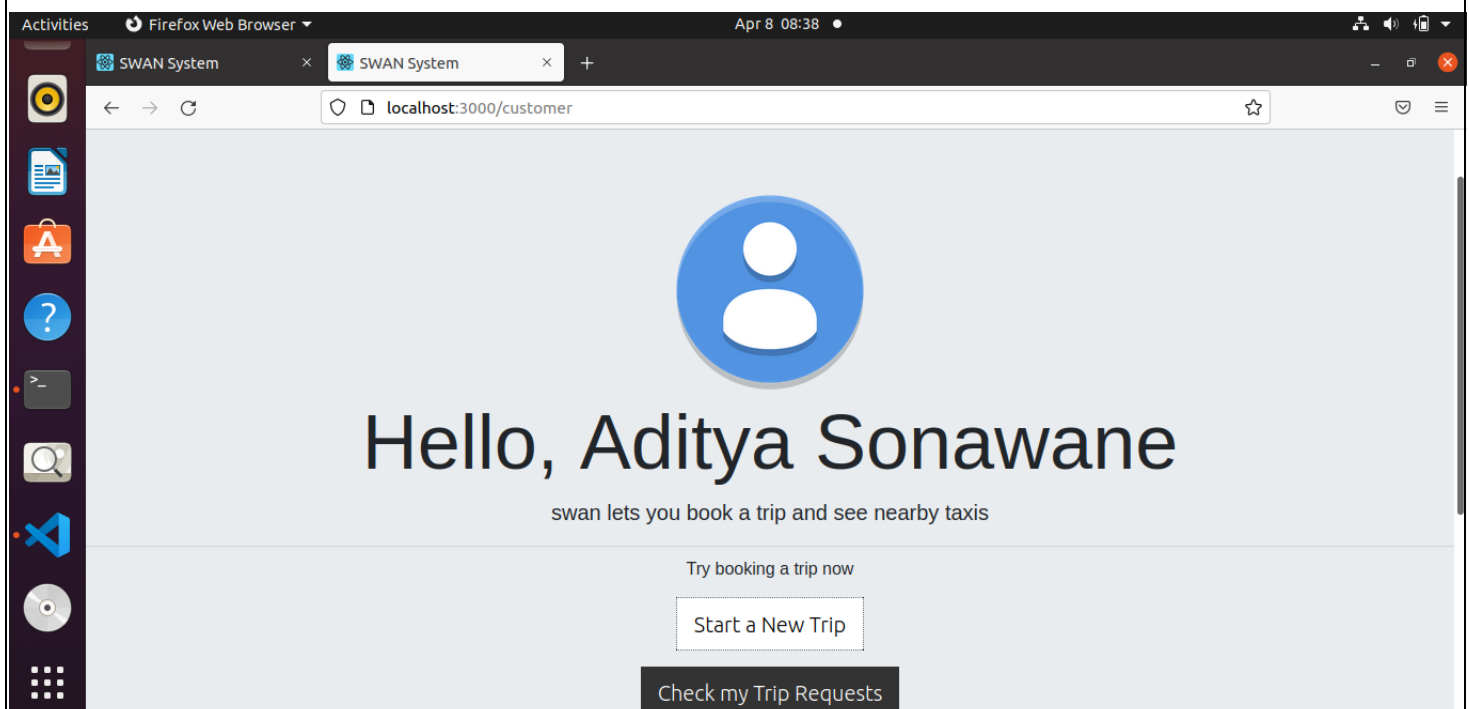 Activities Firefox Web Browser Apr 8 08:38
SWAN System × SWAN System × +
localhost:3000/customer
Hello, Aditya Sonawane
swan lets you book a trip and see nearby taxis
Try booking a trip now
Start a New Trip
Check my Trip Requests